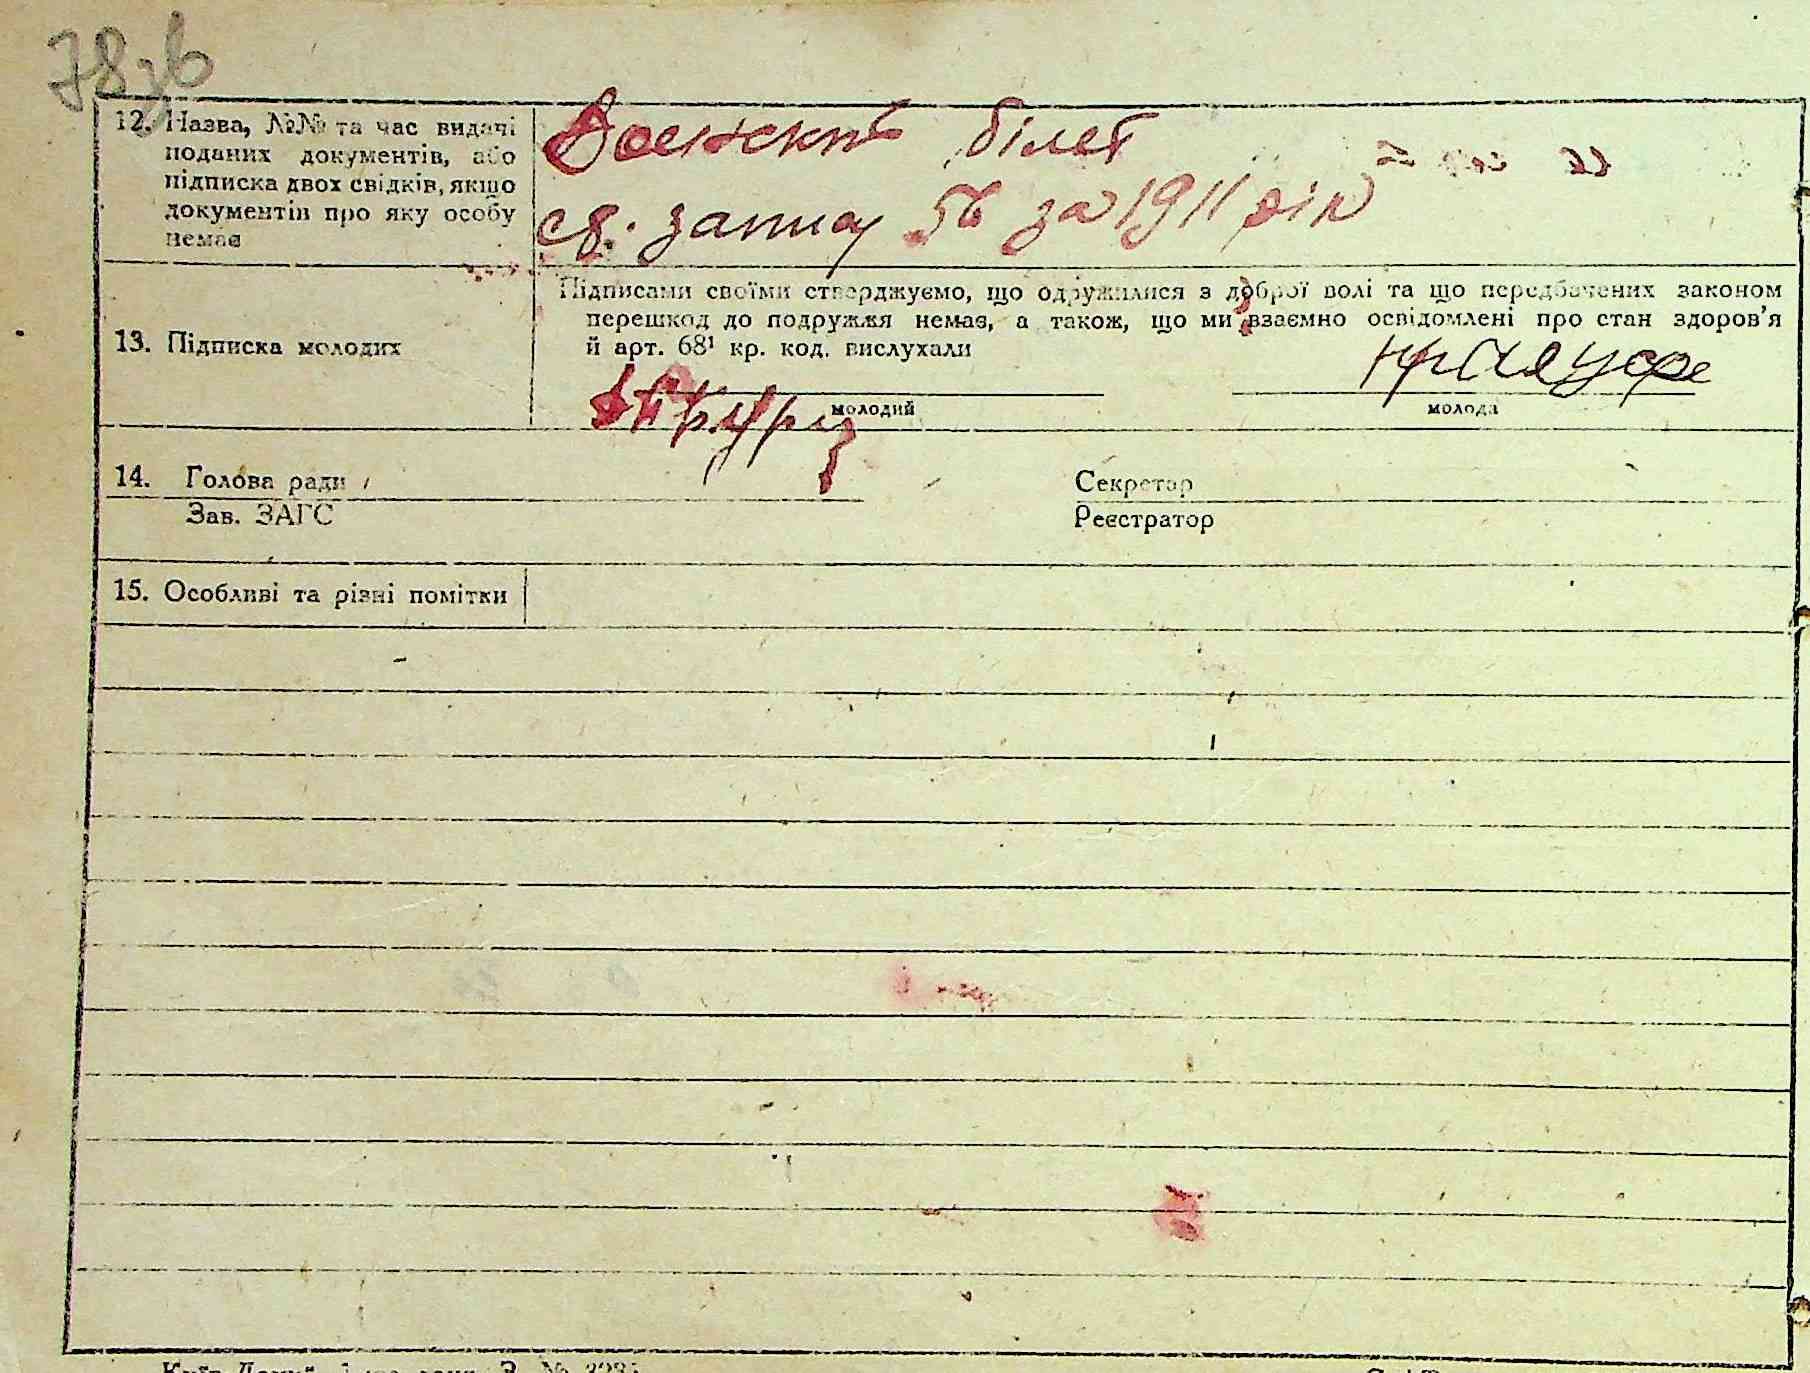 78зв
12. Назва, №№ та час видачі
поданих документів, або
підписка двох свідків, якщо
документів про яку особу
немає
Воєнский білет
св. запис 56 за 1911 рік
13. Підписка молодих
Підписами своїми стверджуємо, що одружилися з доброї волі та що передбачених законом
перешкод до подружжя немає, а також, що ми взаємно освідомлені про стан здоров'я
й арт. 68¹ кр. код. вислухали
молодий
молода
14. Голова ради
Секретар
Зав. ЗАГС
Реєстратор
15. Особливі та різні помітки